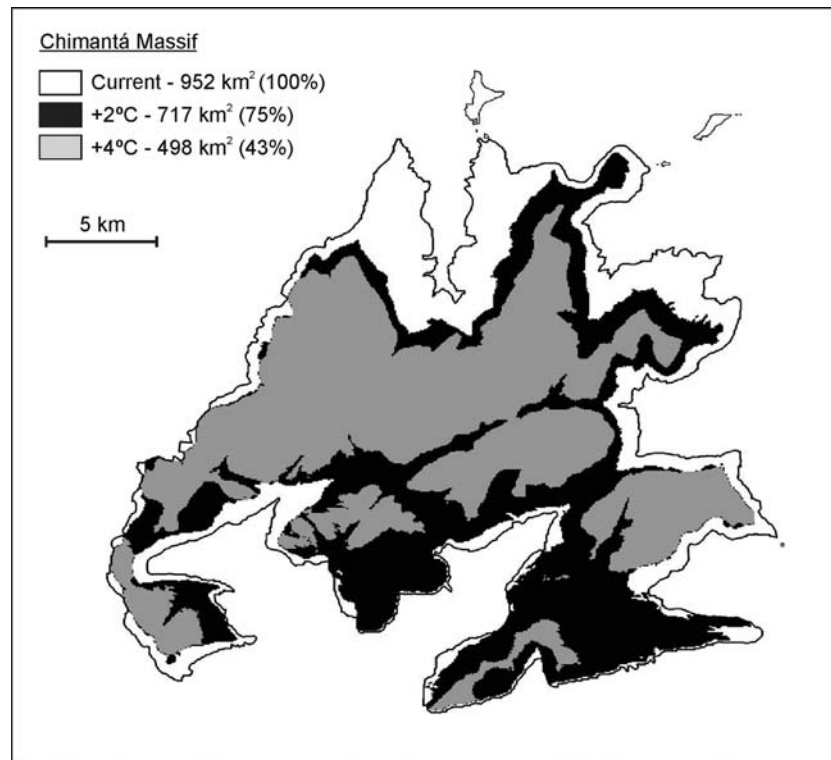 Chimantá Massif
Current - 952 km² (100%)
+2ºC - 717 km² (75%)
+4ºC - 498 km² (43%)
5 km